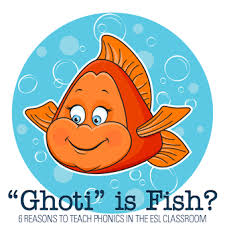 “Ghoti” is Fish?
6 REASONS TO TEACH PHONICS IN THE ESL CLASSROOM